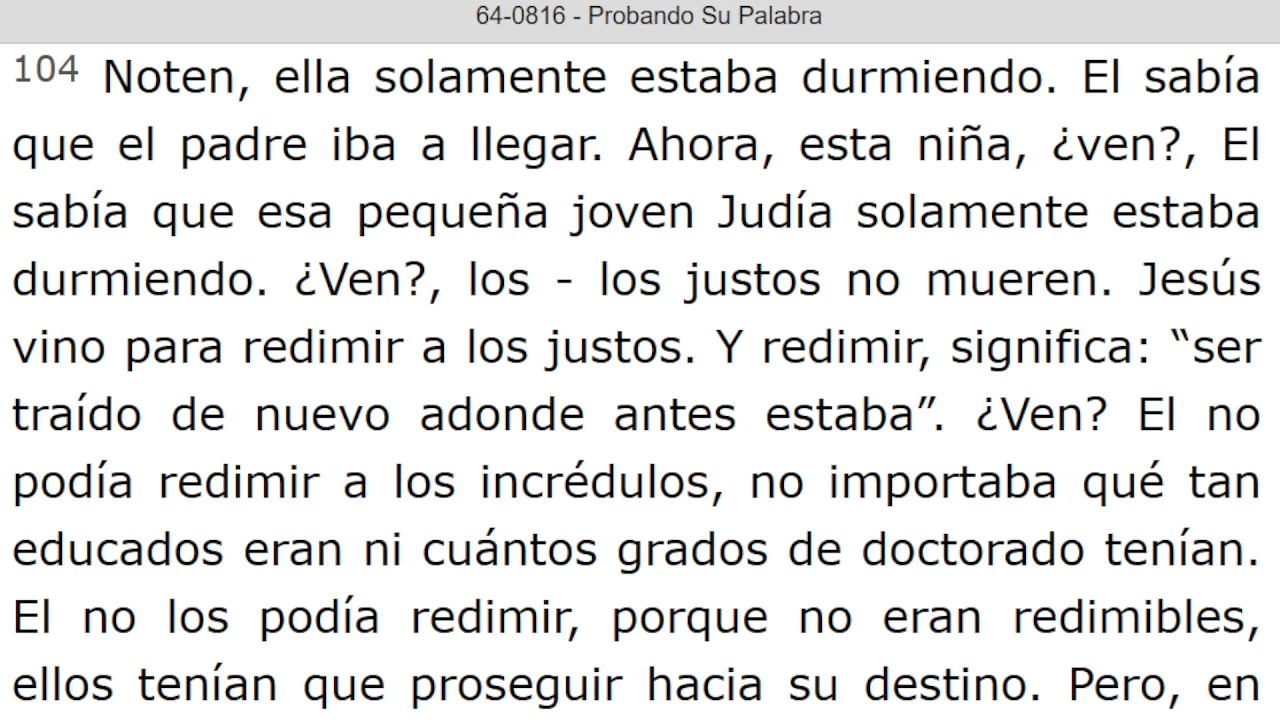 64-0816 - Probando Su Palabra
104 Noten, ella solamente estaba durmiendo. El sabía
que el padre iba a llegar. Ahora, esta niña, ¿ven?, El
sabía que esa pequeña joven Judía solamente estaba
durmiendo. ¿Ven?, los - los justos no mueren. Jesús
vino para redimir a los justos. Y redimir, significa: “ser
traído de nuevo adonde antes estaba”. ¿Ven? El no
podía redimir a los incrédulos, no importaba qué tan
educados eran ni cuántos grados de doctorado tenían.
El no los podía redimir, porque no eran redimibles,
ellos tenían que proseguir hacia su destino. Pero, en